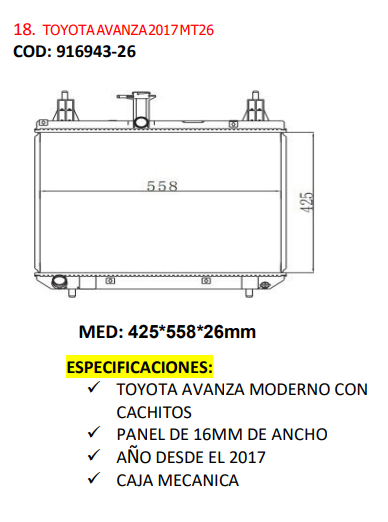 18. TOYOTA AVANZA 2017 MT26
COD: 916943-26
558
425
MED: 425*558*26mm
ESPECIFICACIONES:
✓ TOYOTA AVANZA MODERNO CON
CACHITOS
✓ PANEL DE 16MM DE ANCHO
✓ AÑO DESDE EL 2017
✓ CAJA MECANICA